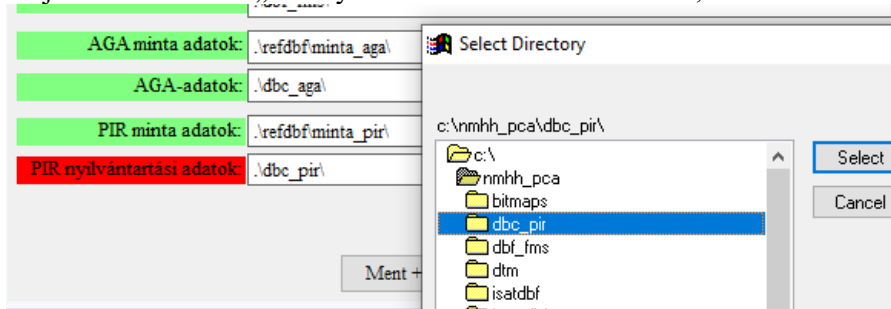 AGA minta adatok: .\refdbf\minta_aga\
AGA-adatok: .\dbc_aga\
PIR minta adatok: .\refdbf\minta_pir\
PIR nyilvántartási adatok: .\dbc_pir\
Ment +
Select Directory
c:\nmhh_pca\dbc_pir\
c:\
nmhh_pca
bitmaps
dbc_pir
dbf_fms
dtm
isatdbf
Select
Cancel